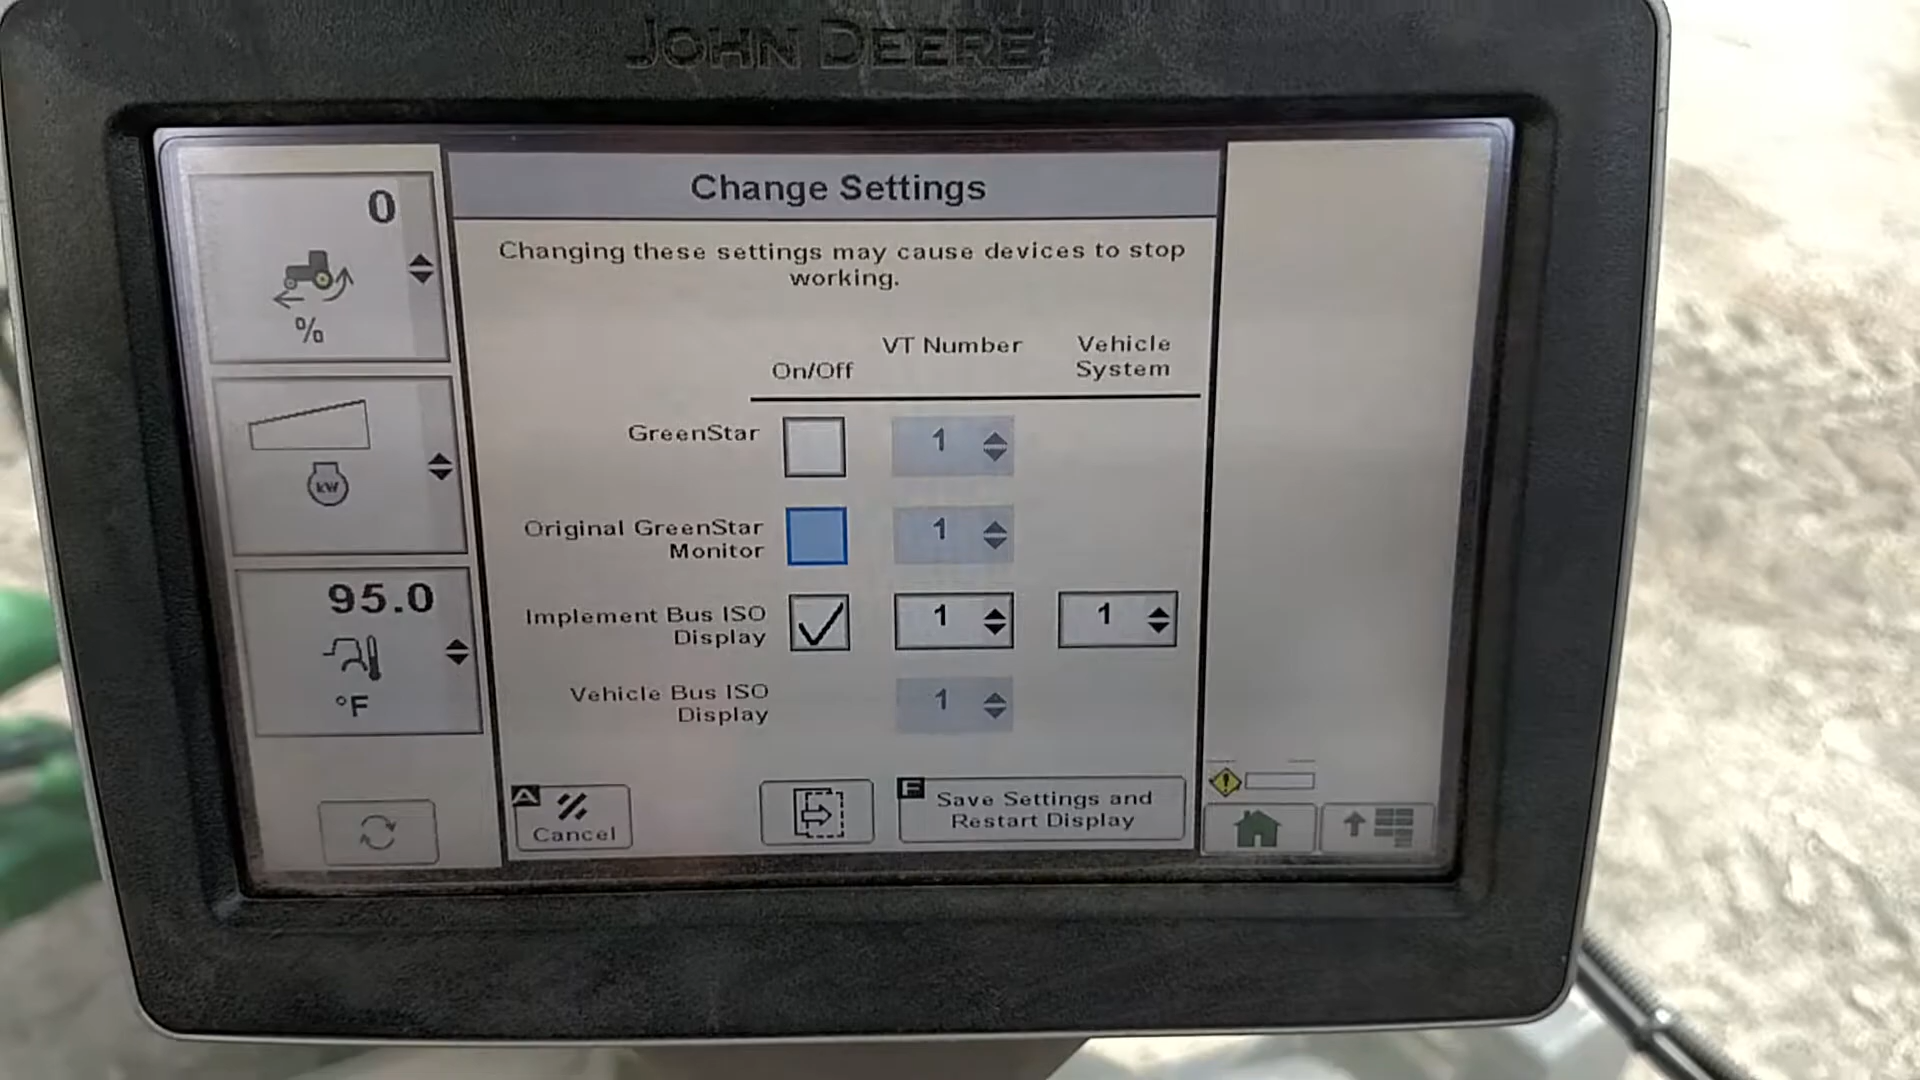 JOHN DEERE
0
%
kW
95.0
°F
Change Settings
Changing these settings may cause devices to stop
working.
On/Off
VT Number
Vehicle
System
GreenStar
1
Original GreenStar
Monitor
1
Implement Bus ISO
Display
1
1
Vehicle Bus ISO
Display
1
A
Cancel
F
Save Settings and
Restart Display